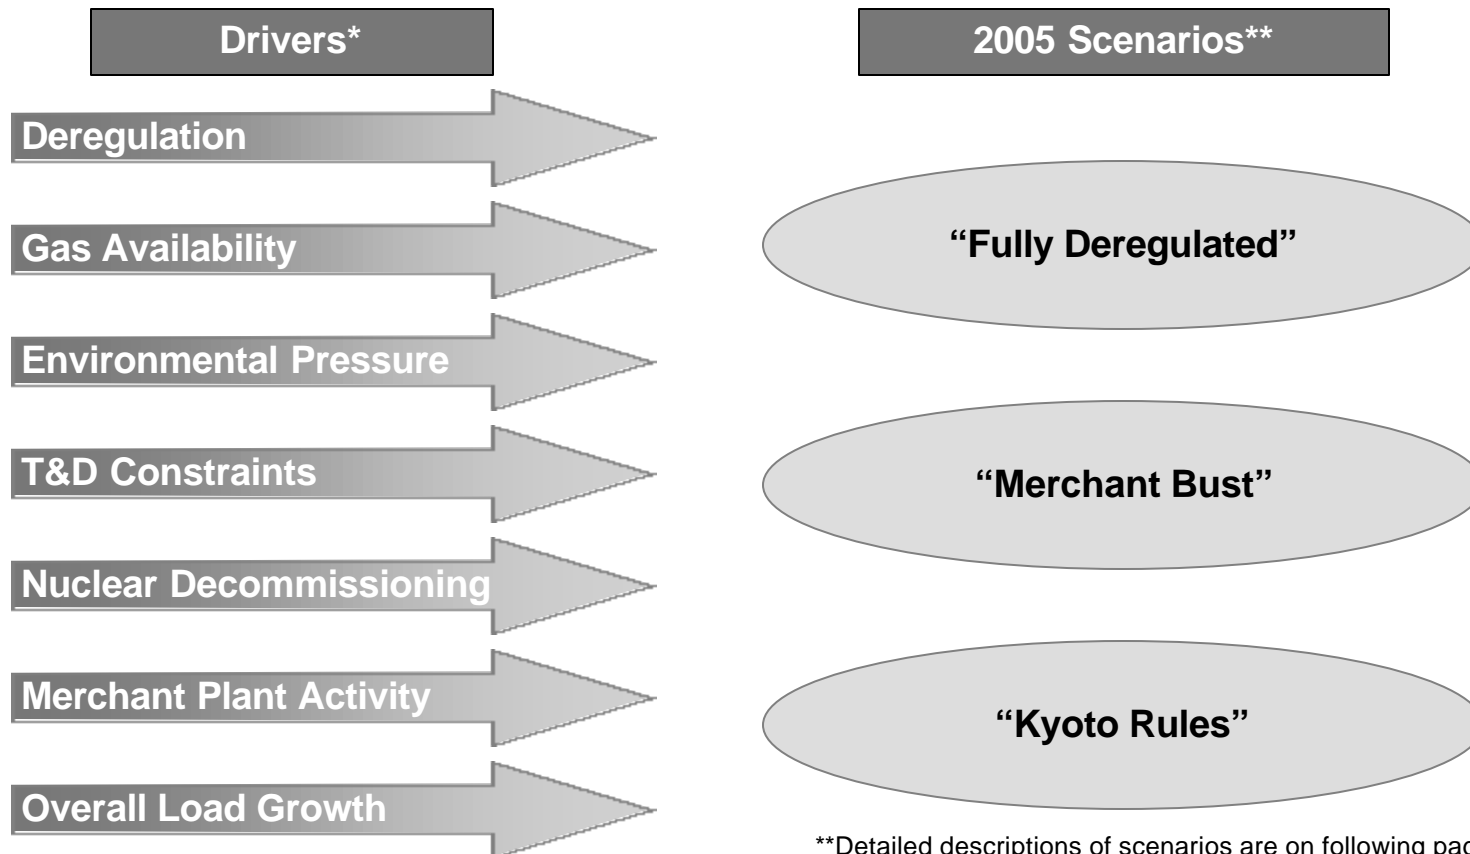 Drivers*
2005 Scenarios**
Deregulation
Gas Availability
Environmental Pressure
T&D Constraints
Nuclear Decommissioning
Merchant Plant Activity
Overall Load Growth
“Fully Deregulated”
“Merchant Bust”
“Kyoto Rules”
**Detailed descriptions of scenarios are on following